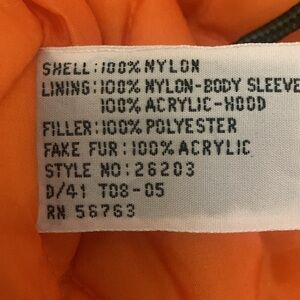 SHELL:100% NYLON
LINING:100% NYLON-BODY SLEEVE
100% ACRYLIC-HOOD
FILLER:100% POLYESTER
FAKE FUR:100% ACRYLIC
STYLE NO:26203
D/41 T08-05
RN 56763